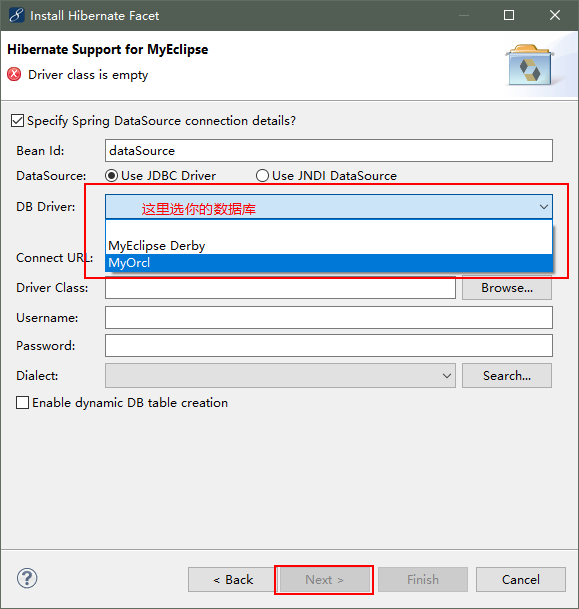 Install Hibernate Facet
Hibernate Support for MyEclipse
Driver class is empty
Specify Spring DataSource connection details?
Bean Id: dataSource
DataSource: Use JDBC Driver Use JNDI DataSource
DB Driver: 这里选你的数据库
MyEclipse Derby
Connect URL: MyOrcl
Driver Class: Browse...
Username:
Password:
Dialect: Search...
Enable dynamic DB table creation
? < Back Next > Finish Cancel